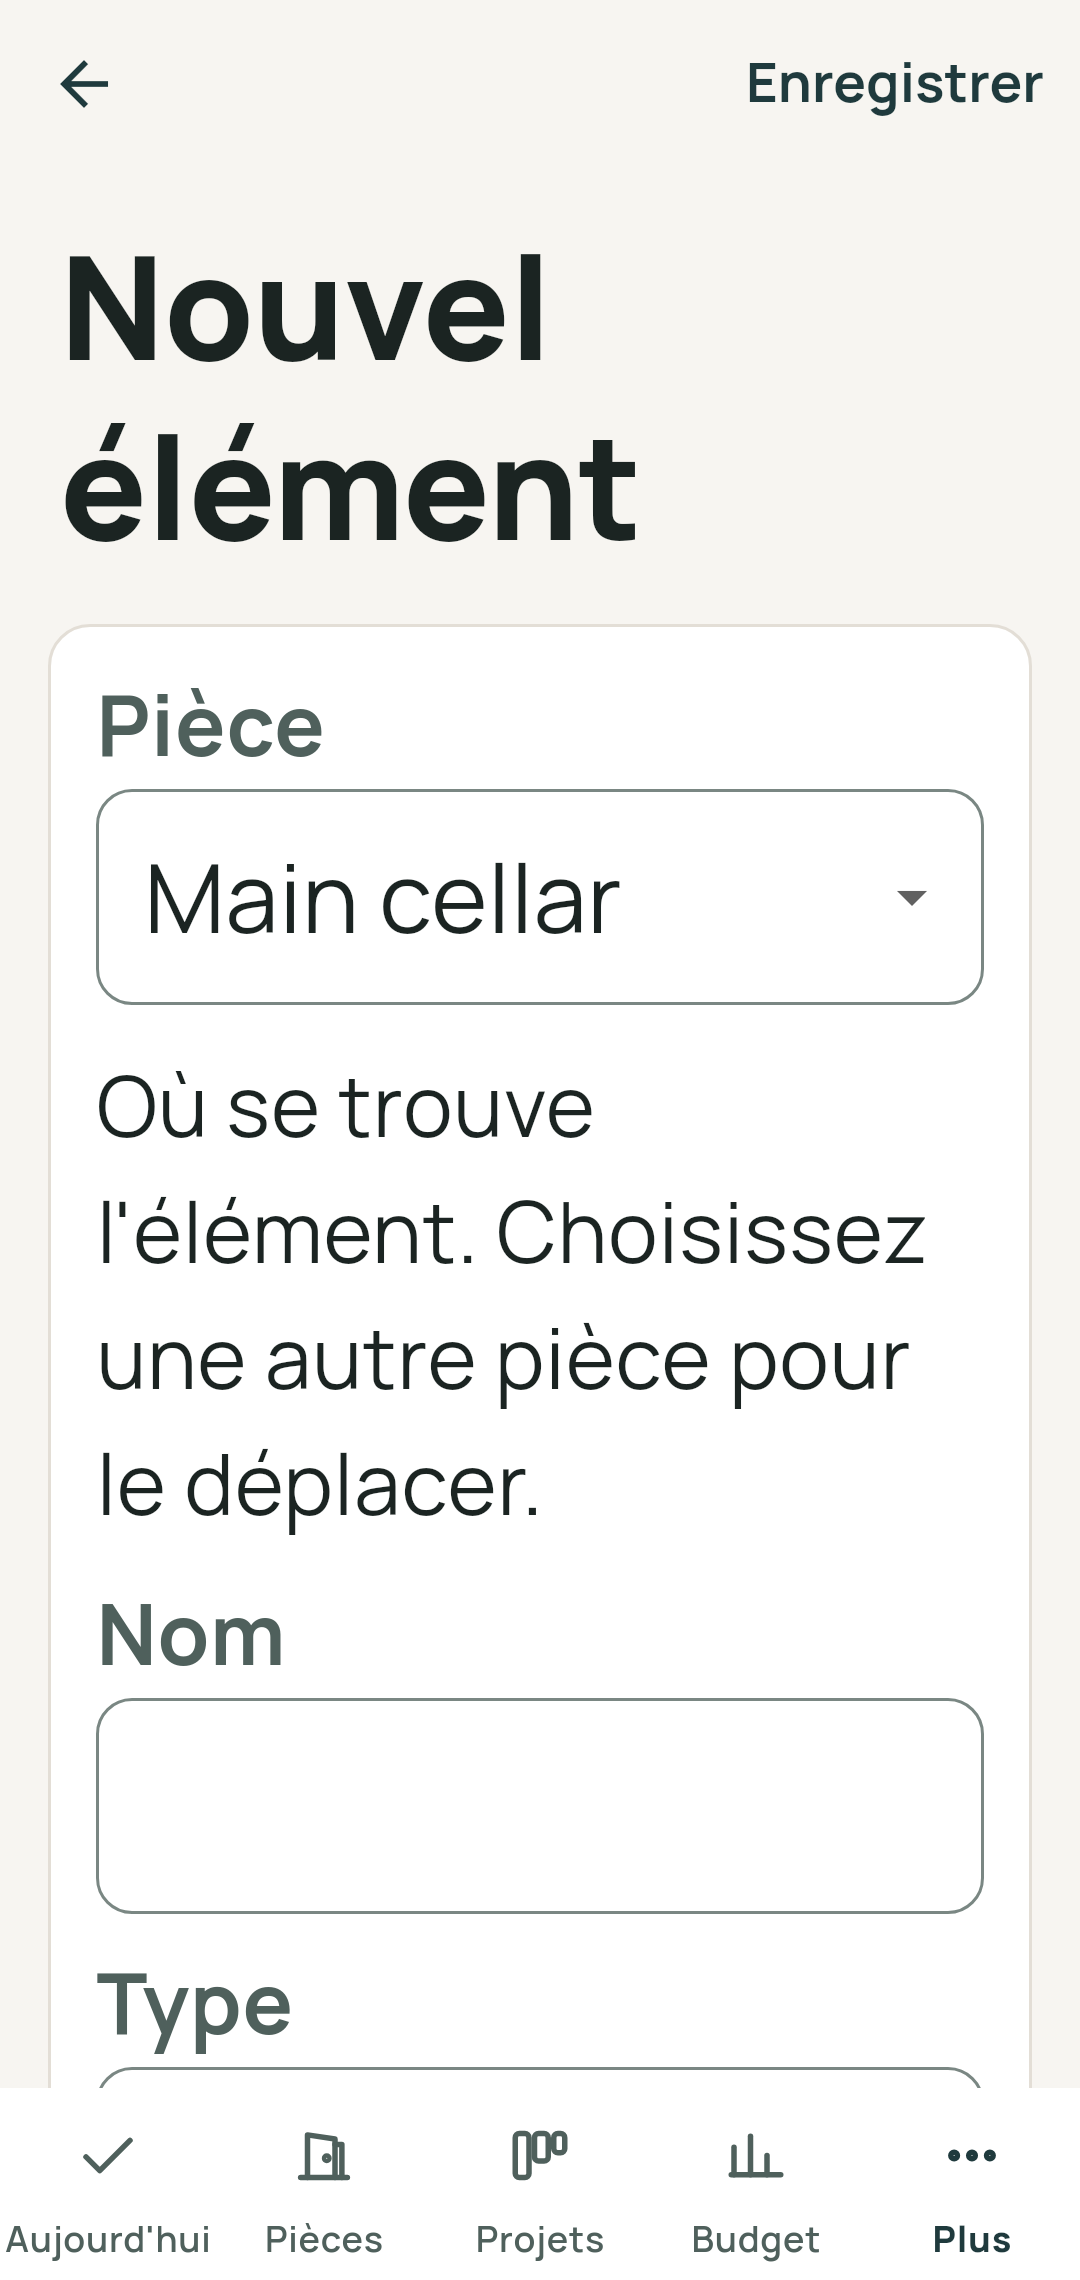 Enregistrer
Nouvel
élément
Pièce
Main cellar
Où se trouve
l'élément. Choisissez
une autre pièce pour
le déplacer.
Nom
Type
Aujourd'hui
Pièces
Projets
Budget
Plus